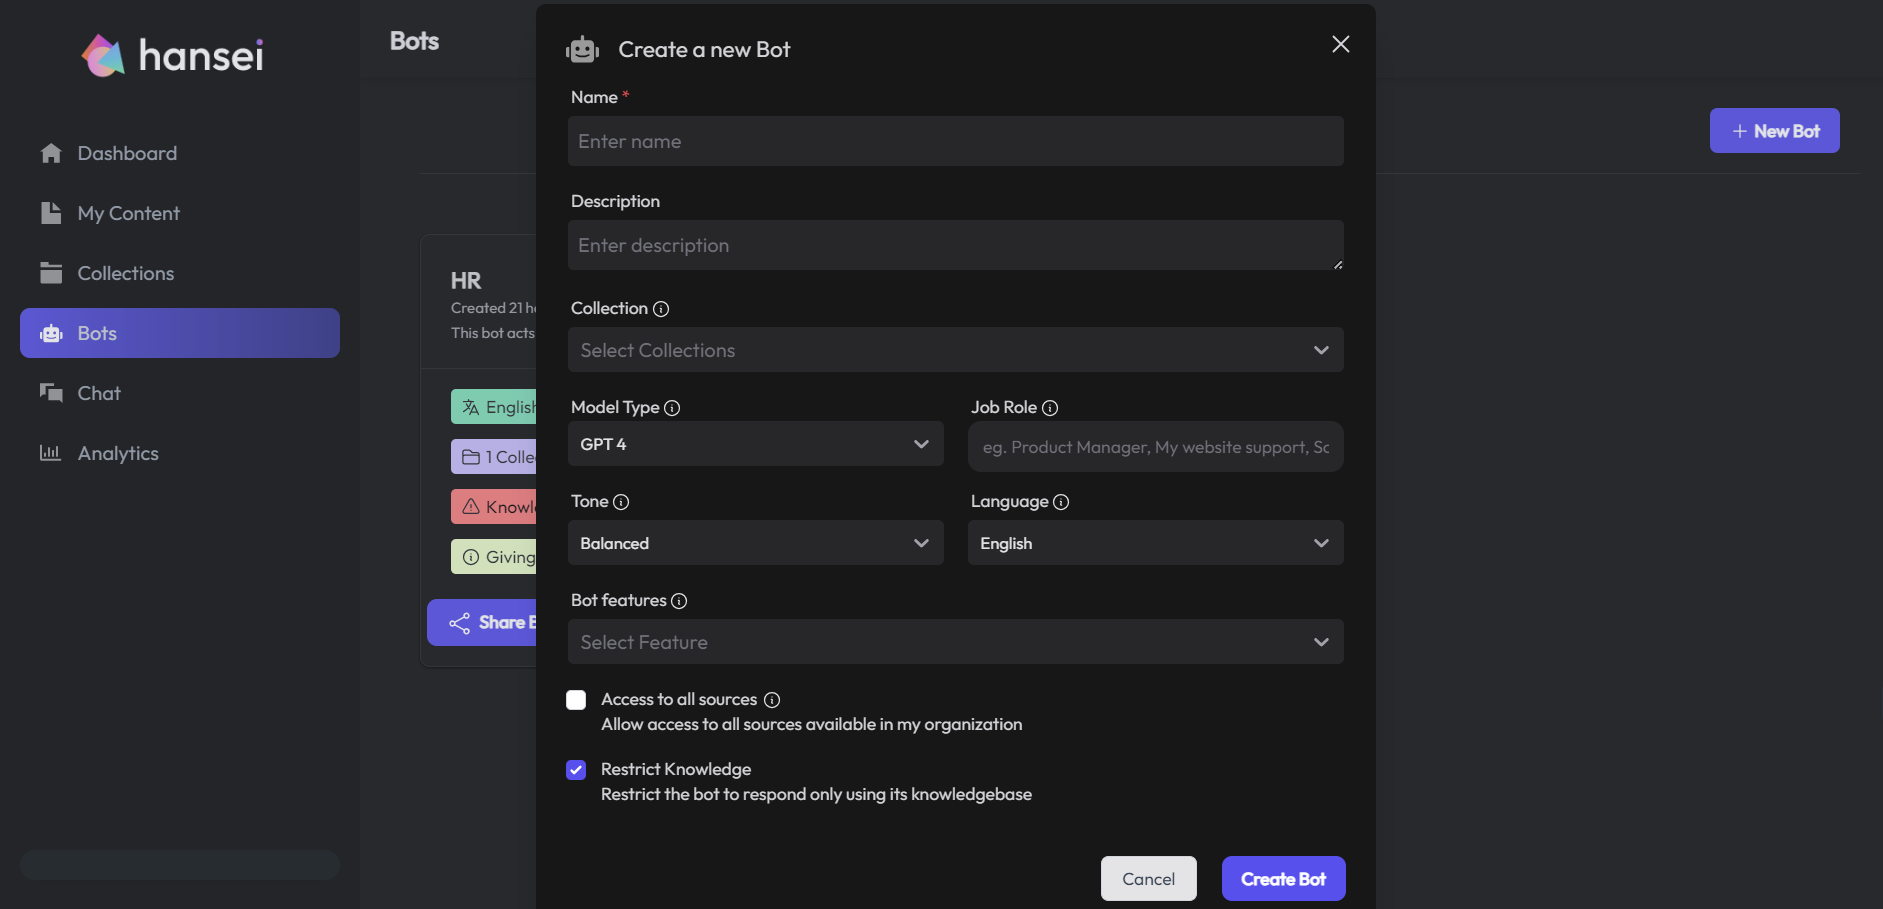 hansei
Dashboard
My Content
Collections
Bots
Chat
Analytics
Bots
New Bot
HR
Created 21
This bot acts
English
1
Giving
Share
Create a new Bot
Name *
Enter name
Description
Enter description
Collection
Select Collections
Model Type
GPT 4
Job Role
eg. Product Manager, My website support, Sc
Tone
Balanced
Language
English
Bot features
Select Feature
Access to all sources
Allow access to all sources available in my organization
Restrict Knowledge
Restrict the bot to respond only using its knowledgebase
Cancel
Create Bot